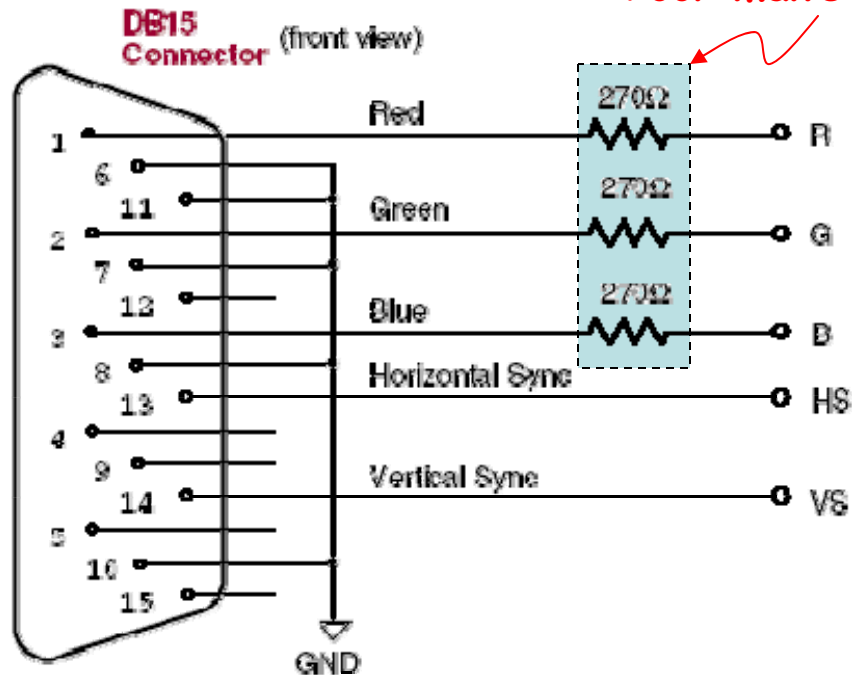 DB15
Connector (front view)
270Ω
Red
1
R
6
270Ω
11
Green
2
G
7
270Ω
12
Blue
3
B
8
Horizontal Sync
13
HS
4
9
Vertical Sync
14
VS
5
10
15
GND